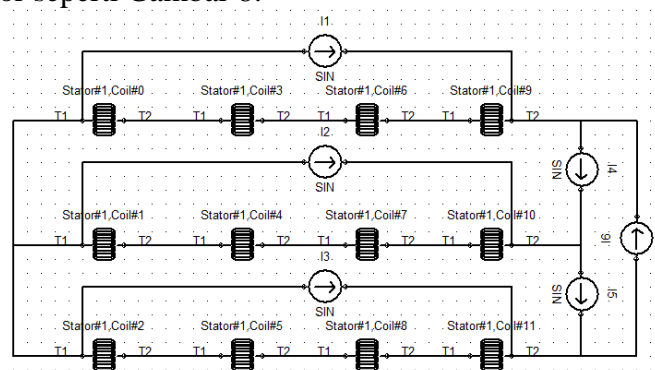 I1
SIN
Stator#1,Coil#0 Stator#1,Coil#3 Stator#1,Coil#6 Stator#1,Coil#9
T1 T2 T1 T2 T1 T2 T1 T2
I2
SIN
SIN I4
Stator#1,Coil#1 Stator#1,Coil#4 Stator#1,Coil#7 Stator#1,Coil#10
T1 T2 T1 T2 T1 T2 T1 T2
I6
I3
SIN
SIN I5
Stator#1,Coil#2 Stator#1,Coil#5 Stator#1,Coil#8 Stator#1,Coil#11
T1 T2 T1 T2 T1 T2 T1 T2